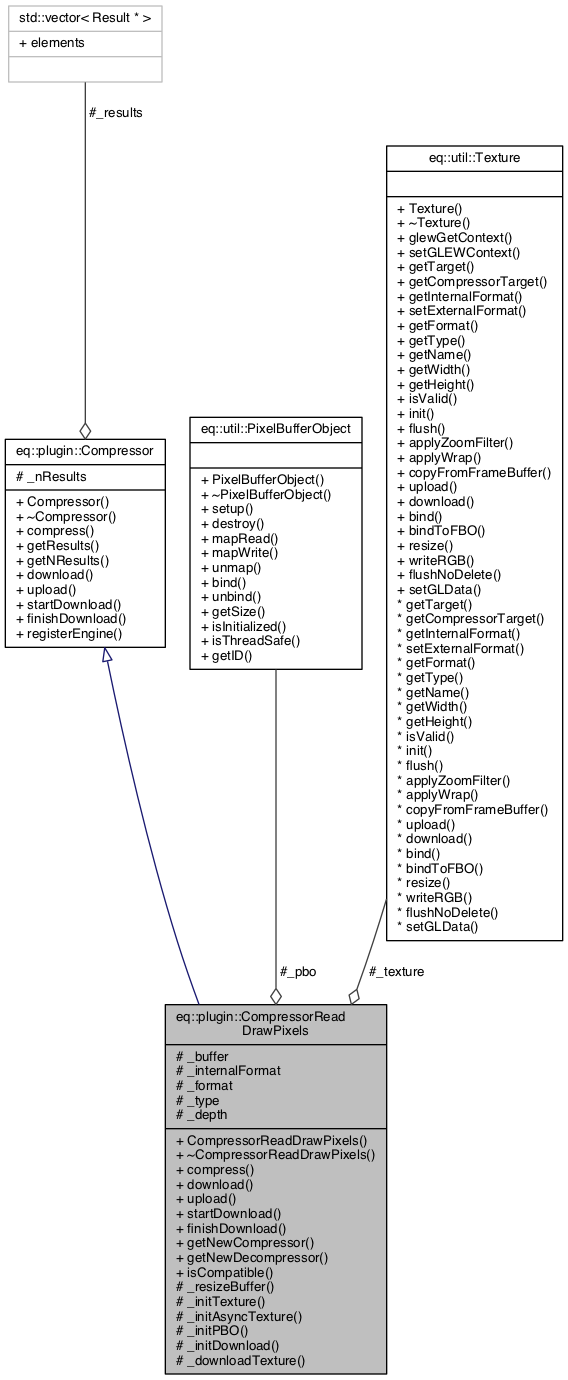 std::vector< Result * >
+ elements
#_results
eq::util::Texture
+ Texture()
+ ~Texture()
+ glewGetContext()
+ setGLEWContext()
+ getTarget()
+ getCompressorTarget()
+ getInternalFormat()
+ setExternalFormat()
+ getFormat()
+ getType()
+ getName()
+ getWidth()
+ getHeight()
+ isValid()
+ init()
+ flush()
+ applyZoomFilter()
+ applyWrap()
+ copyFromFrameBuffer()
+ upload()
+ download()
+ bind()
+ bindToFBO()
+ resize()
+ writeRGB()
+ flushNoDelete()
+ setGLData()
* getTarget()
* getCompressorTarget()
* getInternalFormat()
* setExternalFormat()
* getFormat()
* getType()
* getName()
* getWidth()
* getHeight()
* isValid()
* init()
* flush()
* applyZoomFilter()
* applyWrap()
* copyFromFrameBuffer()
* upload()
* download()
* bind()
* bindToFBO()
* resize()
* writeRGB()
* flushNoDelete()
* setGLData()
eq::plugin::Compressor
# _nResults
+ Compressor()
+ ~Compressor()
+ compress()
+ getResults()
+ getNResults()
+ download()
+ upload()
+ startDownload()
+ finishDownload()
+ registerEngine()
eq::util::PixelBufferObject
+ PixelBufferObject()
+ ~PixelBufferObject()
+ setup()
+ destroy()
+ mapRead()
+ mapWrite()
+ unmap()
+ bind()
+ unbind()
+ getSize()
+ isInitialized()
+ isThreadSafe()
+ getID()
#_pbo
#_texture
eq::plugin::CompressorRead
DrawPixels
# _buffer
# _internalFormat
# _format
# _type
# _depth
+ CompressorReadDrawPixels()
+ ~CompressorReadDrawPixels()
+ compress()
+ download()
+ upload()
+ startDownload()
+ finishDownload()
+ getNewCompressor()
+ getNewDecompressor()
+ isCompatible()
# _resizeBuffer()
# _initTexture()
# _initAsyncTexture()
# _initPBO()
# _initDownload()
# _downloadTexture()